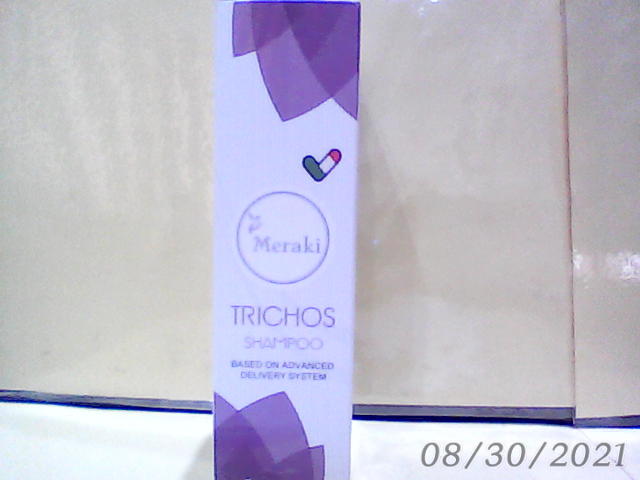 Meraki
TRICHOS
SHAMPOO
BASED ON ADVANCED
DELIVERY SYSTEM
08/30/2021